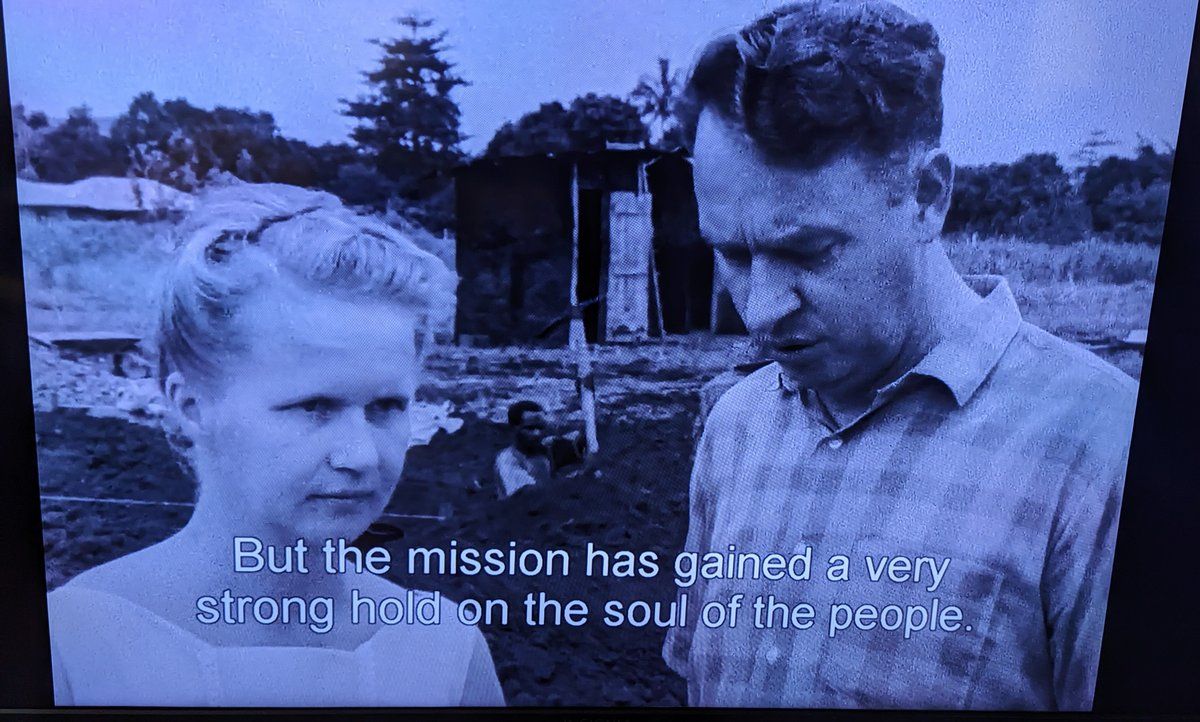 But the mission has gained a very
strong hold on the soul of the people.